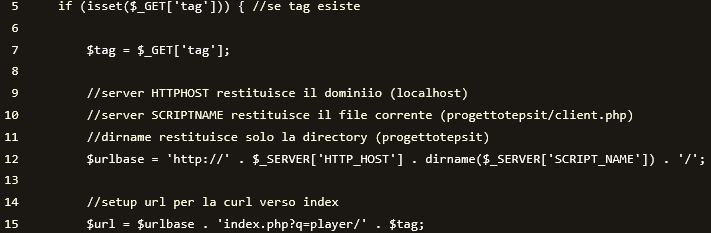 5 if (isset($_GET['tag'])) { //se tag esiste
6
7 $tag = $_GET['tag'];
8
9 //server HTTPHOST restituisce il dominiio (localhost)
10 //server SCRIPTNAME restituisce il file corrente (progettotepsit/client.php)
11 //dirname restituisce solo la directory (progettotepsit)
12 $urlbase = 'http://' . $_SERVER['HTTP_HOST'] . dirname($_SERVER['SCRIPT_NAME']) . '/';
13
14 //setup url per la curl verso index
15 $url = $urlbase . 'index.php?q=player/' . $tag;